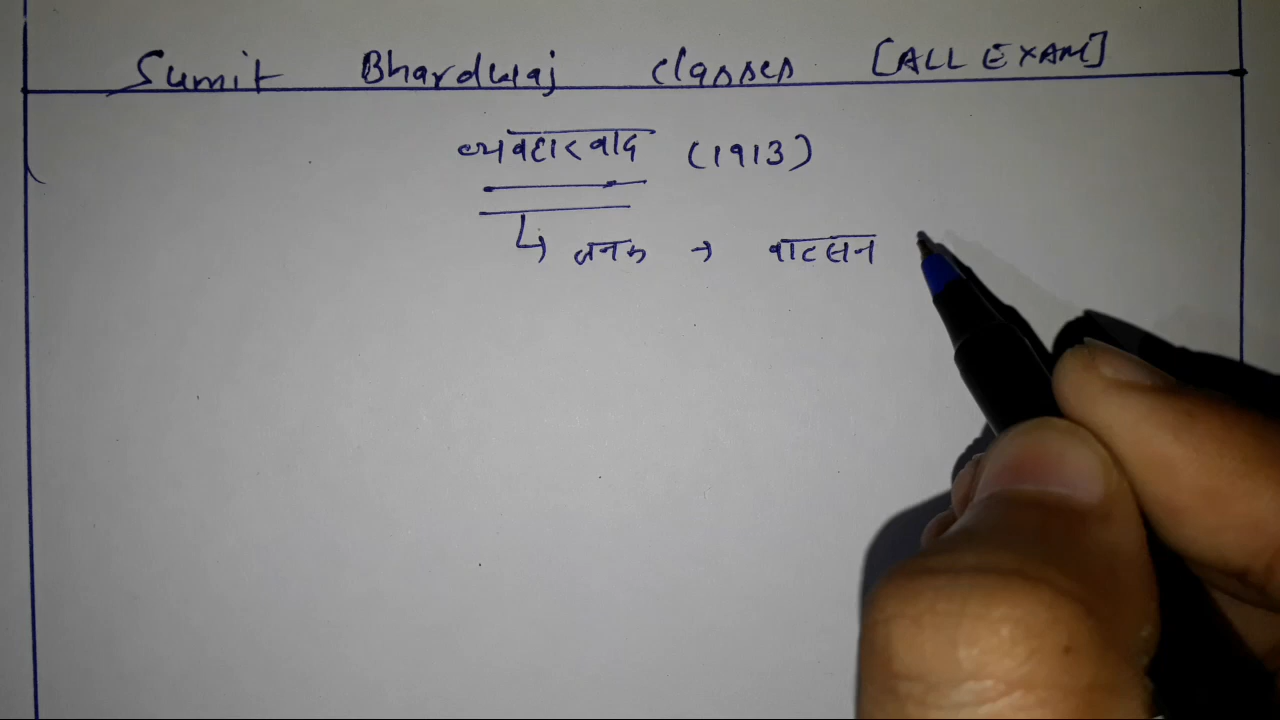 Sumit Bhardwaj classes [ALL EXAM]
व्यवहारवाद (1913)
↳ जनक → वाटसन